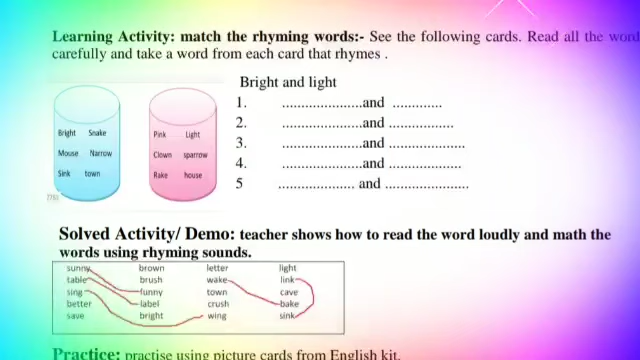 Learning Activity: match the rhyming words:- See the following cards. Read all the word
carefully and take a word from each card that rhymes .
Bright and light
1. .....................and .............
2. .....................and .................
3. .....................and ....................
4. .....................and ...................
5 .................... and ......................
Bright Snake
Mouse Narrow
Sink town
Pink Light
Clown sparrow
Rake house
Solved Activity/ Demo: teacher shows how to read the word loudly and math the
words using rhyming sounds.
sunny brown letter light
table brush wake link
sing funny town cave
better label crush bake
save bright wing sink
Practice: practise using picture cards from English kit.